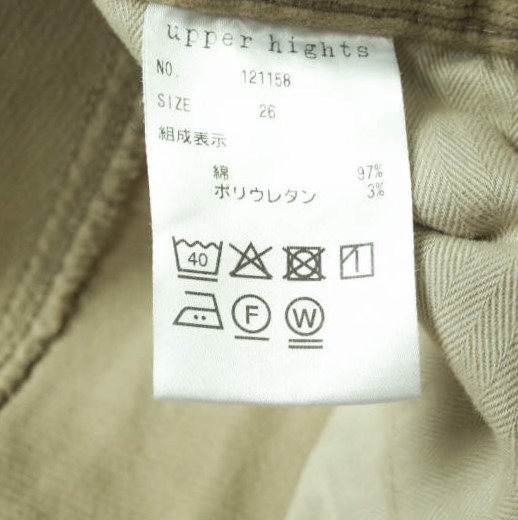 upper hights
NO. 121158
SIZE 26
組成表示
綿 97%
ポリウレタン 3%
40
F W